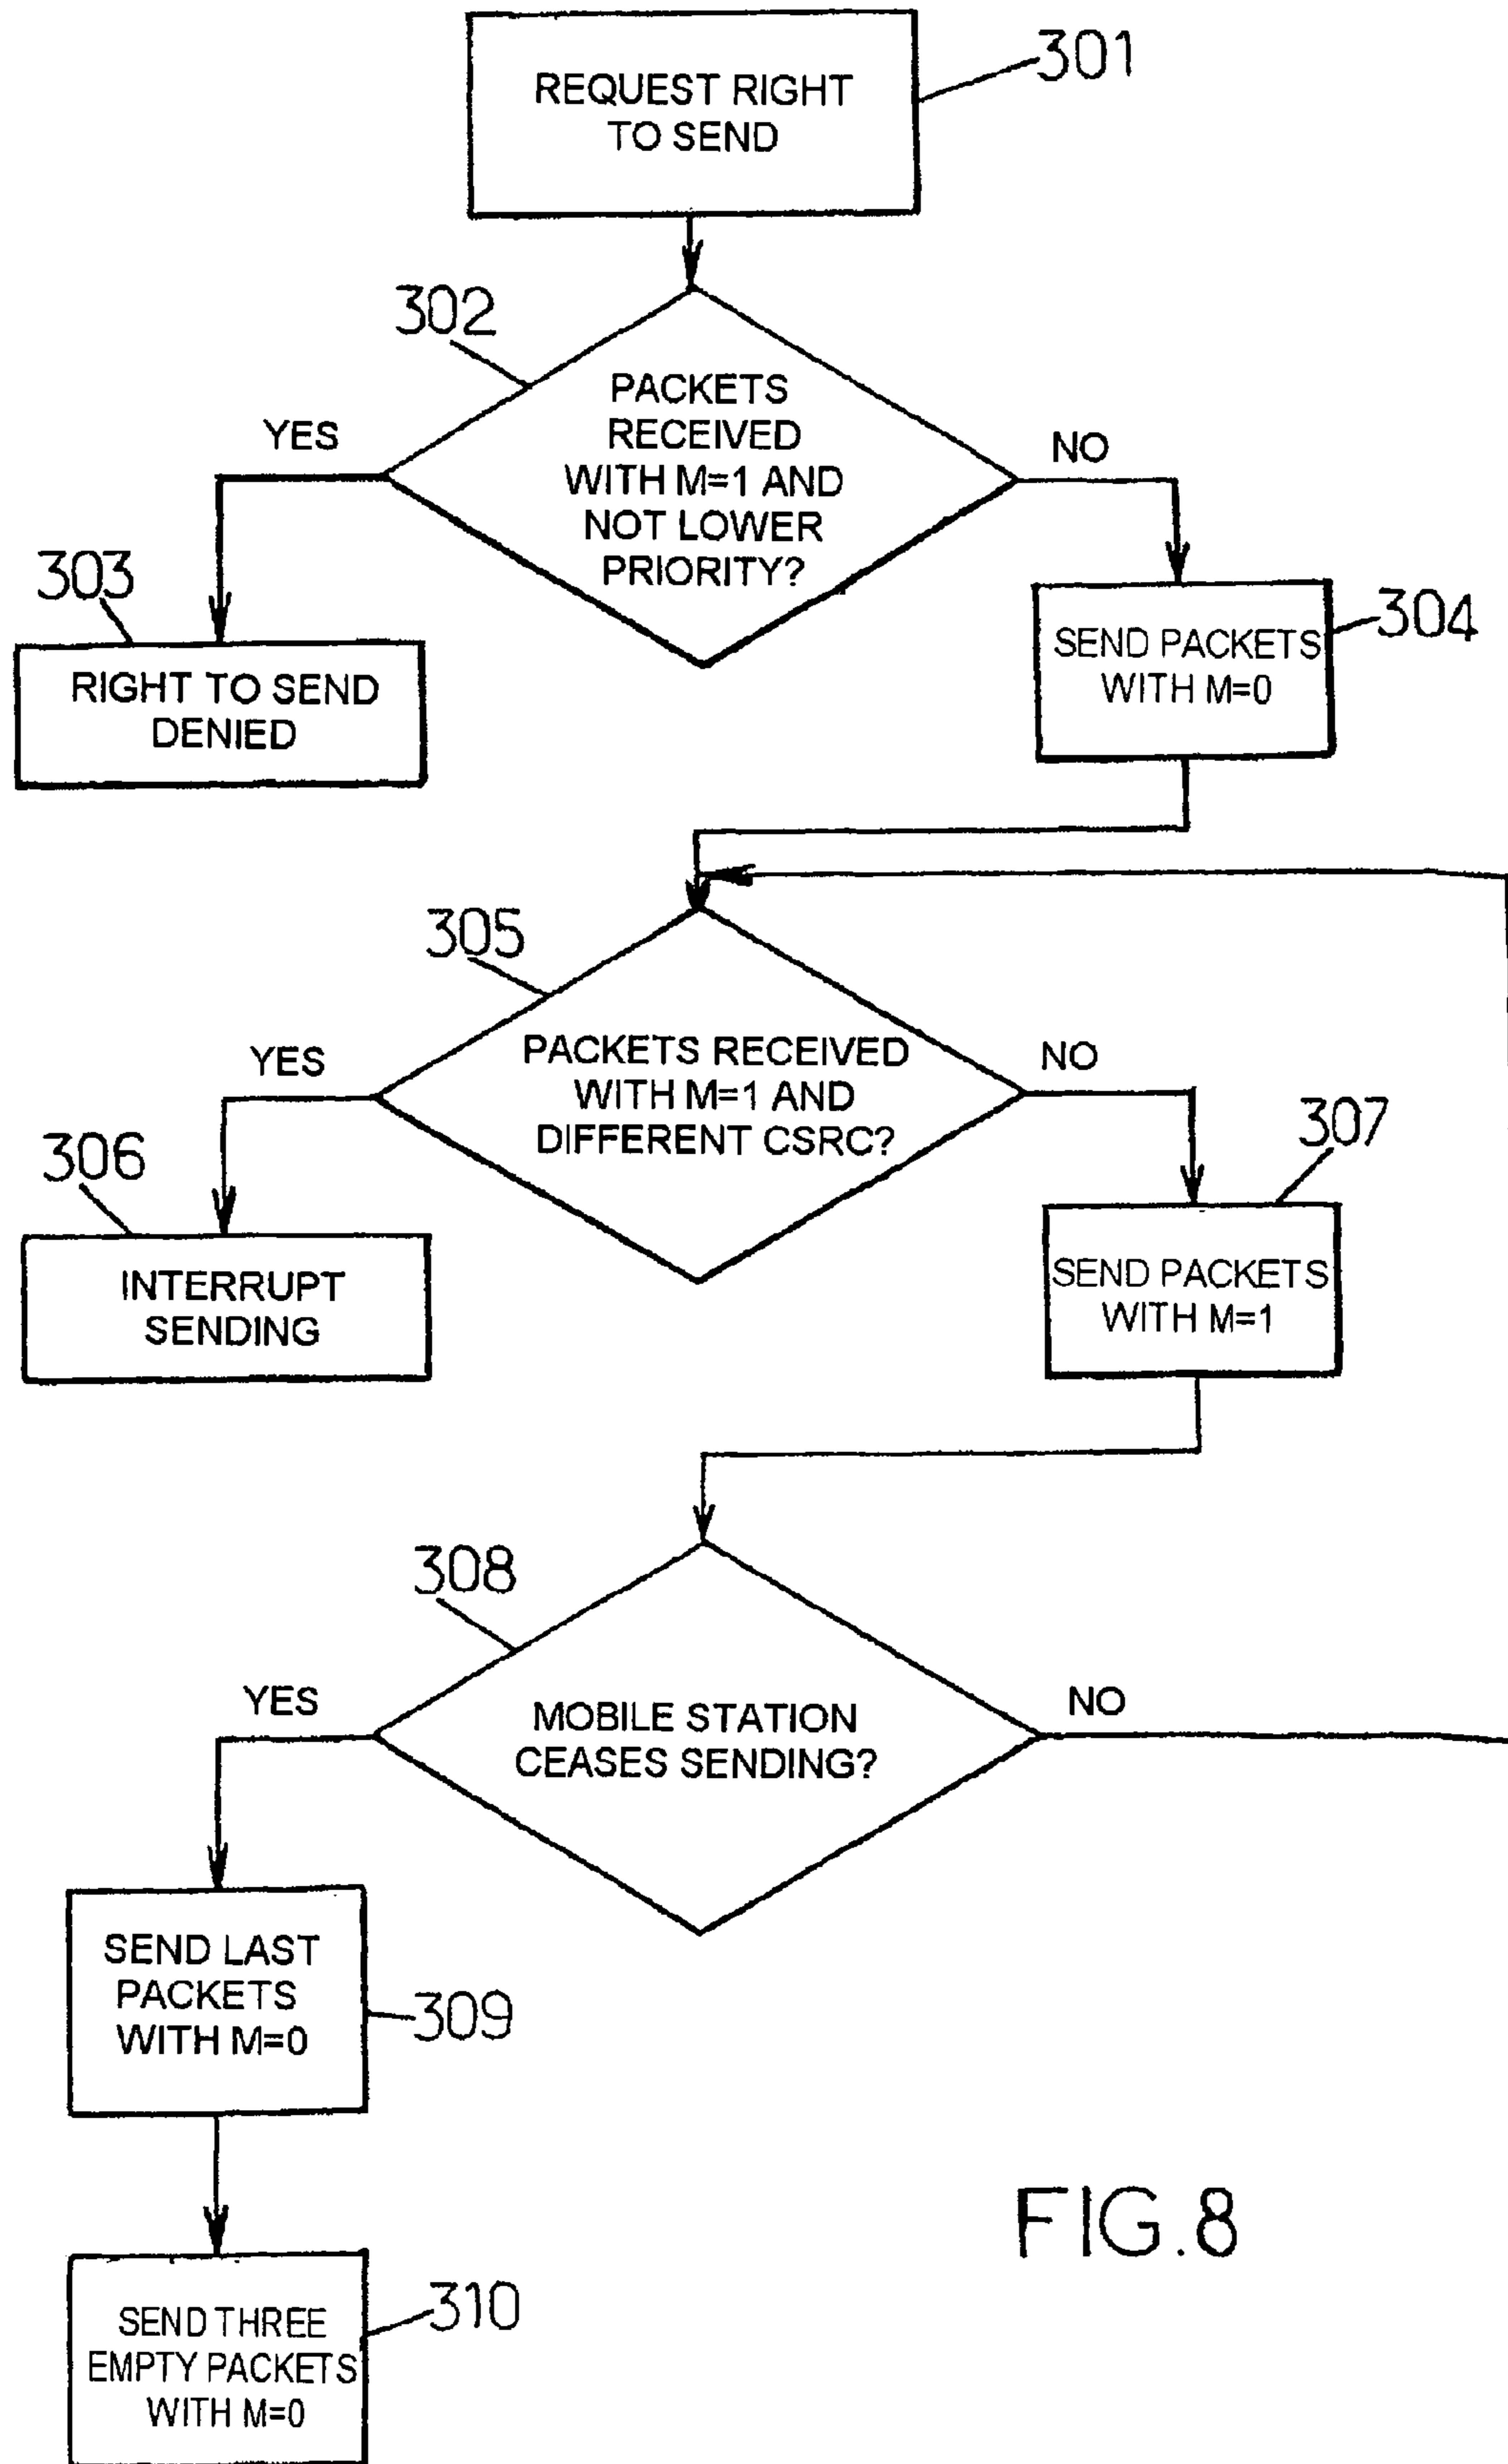 REQUEST RIGHT
TO SEND
301
302
PACKETS
RECEIVED
WITH M=1 AND
NOT LOWER
PRIORITY?
YES
NO
303
RIGHT TO SEND
DENIED
SEND PACKETS
WITH M=0
304
305
PACKETS RECEIVED
WITH M=1 AND
DIFFERENT CSRC?
YES
NO
306
INTERRUPT
SENDING
307
SEND PACKETS
WITH M=1
308
YES
MOBILE STATION
CEASES SENDING?
NO
SEND LAST
PACKETS
WITH M=0
309
SEND THREE
EMPTY PACKETS
WITH M=0
310
FIG.8